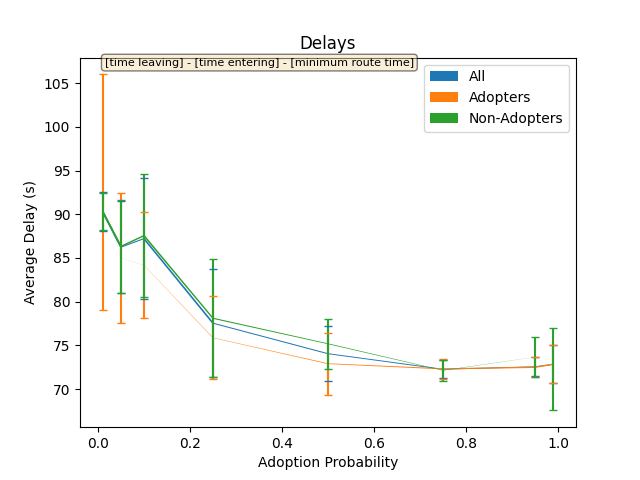 Delays
[time leaving] - [time entering] - [minimum route time]
All
Adopters
Non-Adopters
Average Delay (s)
105
100
95
90
85
80
75
70
0.0 0.2 0.4 0.6 0.8 1.0
Adoption Probability